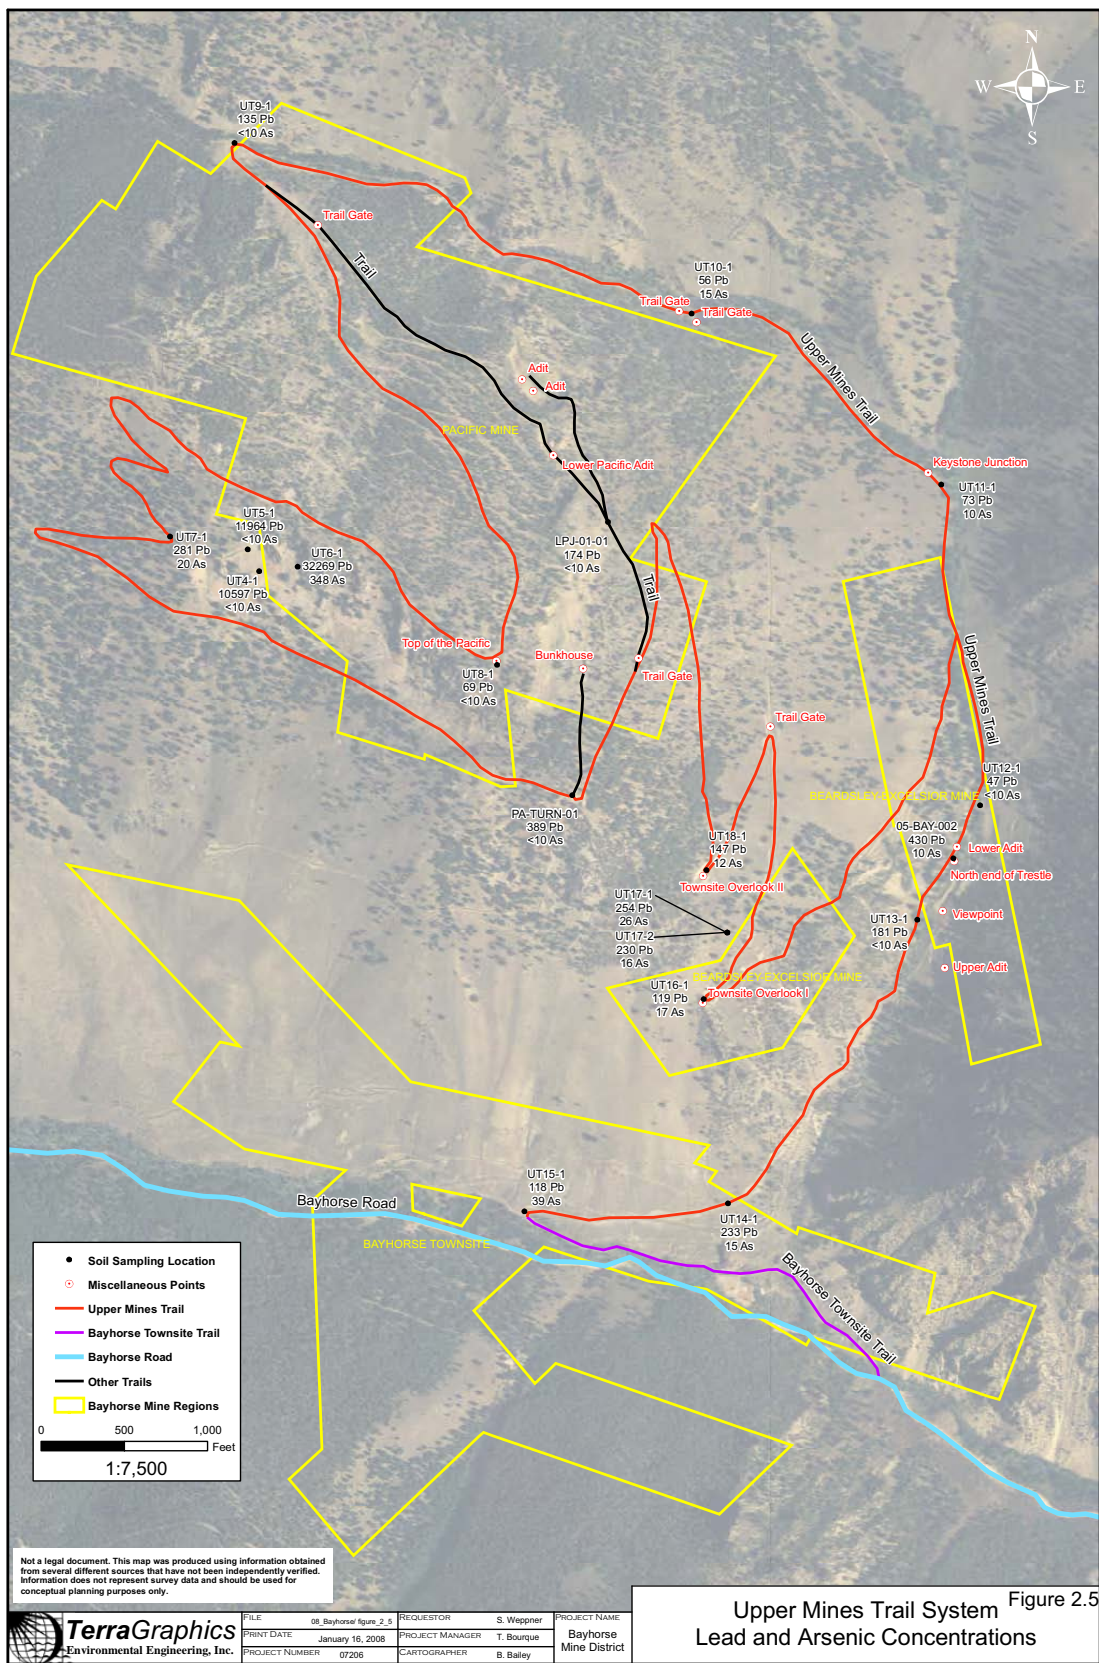 N
W
E
S
UT9-1
135 Pb
<10 As
Trail Gate
Trail
UT10-1
56 Pb
15 As
Trail Gate
Trail Gate
Upper Mines Trail
Adit
Adit
PACIFIC MINE
Lower Pacific Adit
Keystone Junction
UT11-1
73 Pb
10 As
UT5-1
11964 Pb
<10 As
UT7-1
281 Pb
20 As
UT6-1
32269 Pb
348 As
UT4-1
10597 Pb
<10 As
LPJ-01-01
174 Pb
<10 As
Trail
Top of the Pacific
UT8-1
69 Pb
<10 As
Bunkhouse
Trail Gate
Upper Mines Trail
Trail Gate
UT12-1
47 Pb
<10 As
BEARDSLEY-EXCELSIOR MINE
PA-TURN-01
389 Pb
<10 As
05-BAY-002
430 Pb
10 As
Lower Adit
North end of Trestle
UT18-1
147 Pb
12 As
Townsite Overlook II
UT17-1
254 Pb
26 As
UT17-2
230 Pb
16 As
UT13-1
181 Pb
<10 As
Viewpoint
Upper Adit
BEARDSLEY-EXCELSIOR MINE
UT16-1
119 Pb
17 As
Townsite Overlook I
UT15-1
118 Pb
39 As
Bayhorse Road
UT14-1
233 Pb
15 As
BAYHORSE TOWNSITE
Bayhorse Townsite Trail
Soil Sampling Location
Miscellaneous Points
Upper Mines Trail
Bayhorse Townsite Trail
Bayhorse Road
Other Trails
Bayhorse Mine Regions
0 500 1,000
Feet
1:7,500
Not a legal document. This map was produced using information obtained
from several different sources that have not been independently verified.
Information does not represent survey data and should be used for
conceptual planning purposes only.
TerraGraphics
Environmental Engineering, Inc.
FILE 08_Bayhorse/ figure_2_5
PRINT DATE January 16, 2008
PROJECT NUMBER 07206
REQUESTOR S. Weppner
PROJECT MANAGER T. Bourque
CARTOGRAPHER B. Bailey
PROJECT NAME
Bayhorse
Mine District
Figure 2.5
Upper Mines Trail System
Lead and Arsenic Concentrations